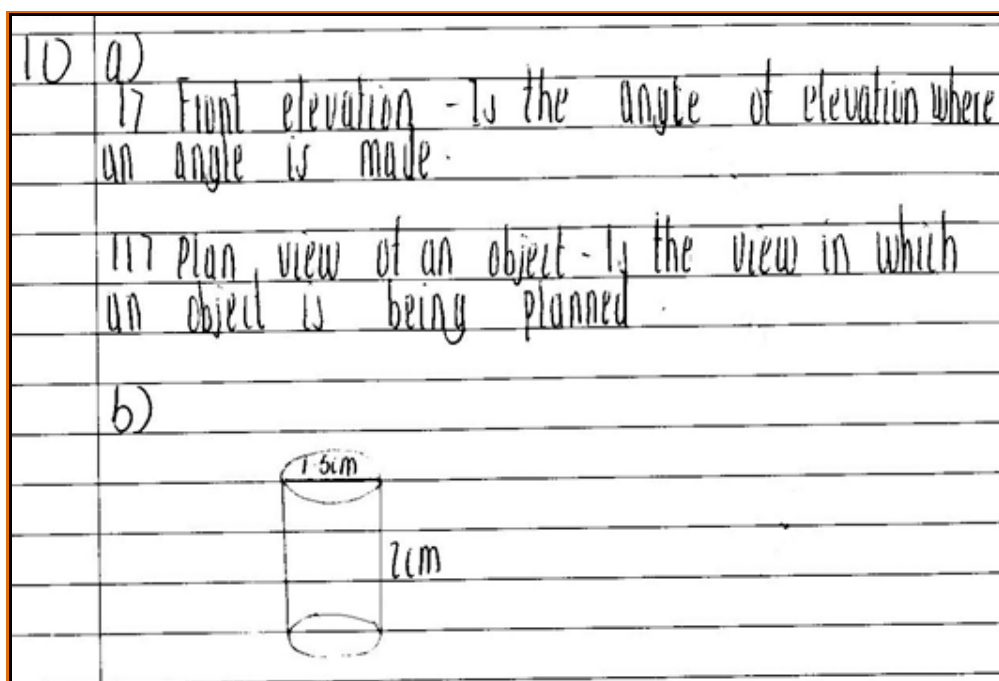 10 a)
i) Front elevation - Is the angle of elevation where
an angle is made.
ii) Plan view of an object - Is the view in which
an object is being planned.
b)
1.5cm
2cm